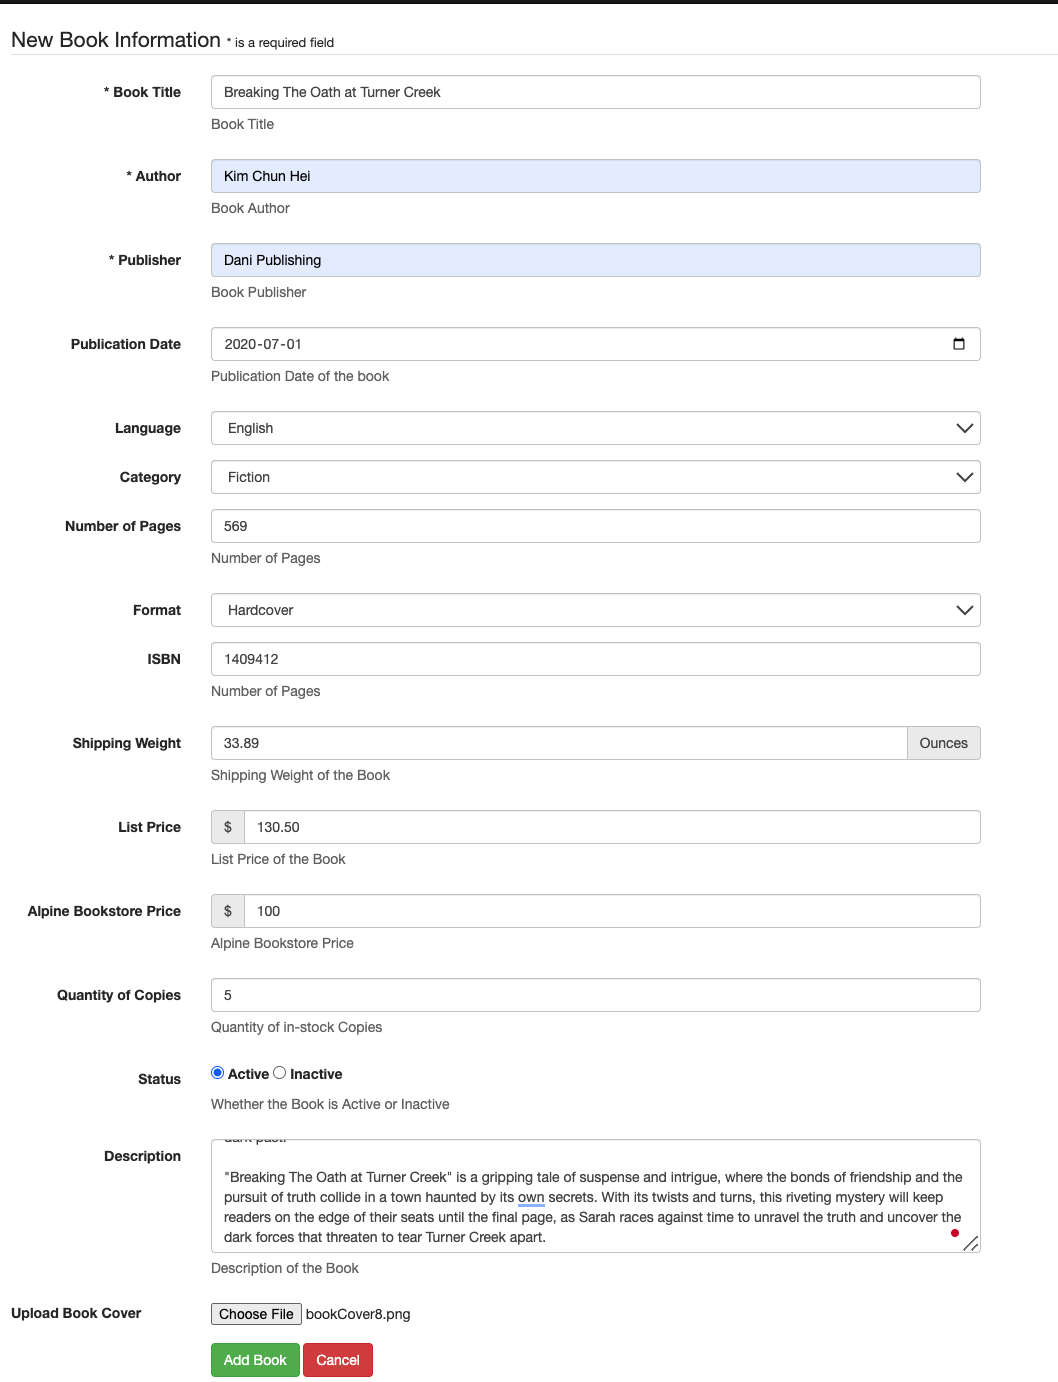 New Book Information * is a required field
* Book Title
Breaking The Oath at Turner Creek
Book Title
* Author
Kim Chun Hei
Book Author
* Publisher
Dani Publishing
Book Publisher
Publication Date
2020-07-01
Publication Date of the book
Language
English
Category
Fiction
Number of Pages
569
Number of Pages
Format
Hardcover
ISBN
1409412
Number of Pages
Shipping Weight
33.89
Ounces
Shipping Weight of the Book
List Price
$
130.50
List Price of the Book
Alpine Bookstore Price
$
100
Alpine Bookstore Price
Quantity of Copies
5
Quantity of in-stock Copies
Status
Active Inactive
Whether the Book is Active or Inactive
Description
dark past.
"Breaking The Oath at Turner Creek" is a gripping tale of suspense and intrigue, where the bonds of friendship and the
pursuit of truth collide in a town haunted by its own secrets. With its twists and turns, this riveting mystery will keep
readers on the edge of their seats until the final page, as Sarah races against time to unravel the truth and uncover the
dark forces that threaten to tear Turner Creek apart.
Description of the Book
Upload Book Cover
Choose File bookCover8.png
Add Book Cancel